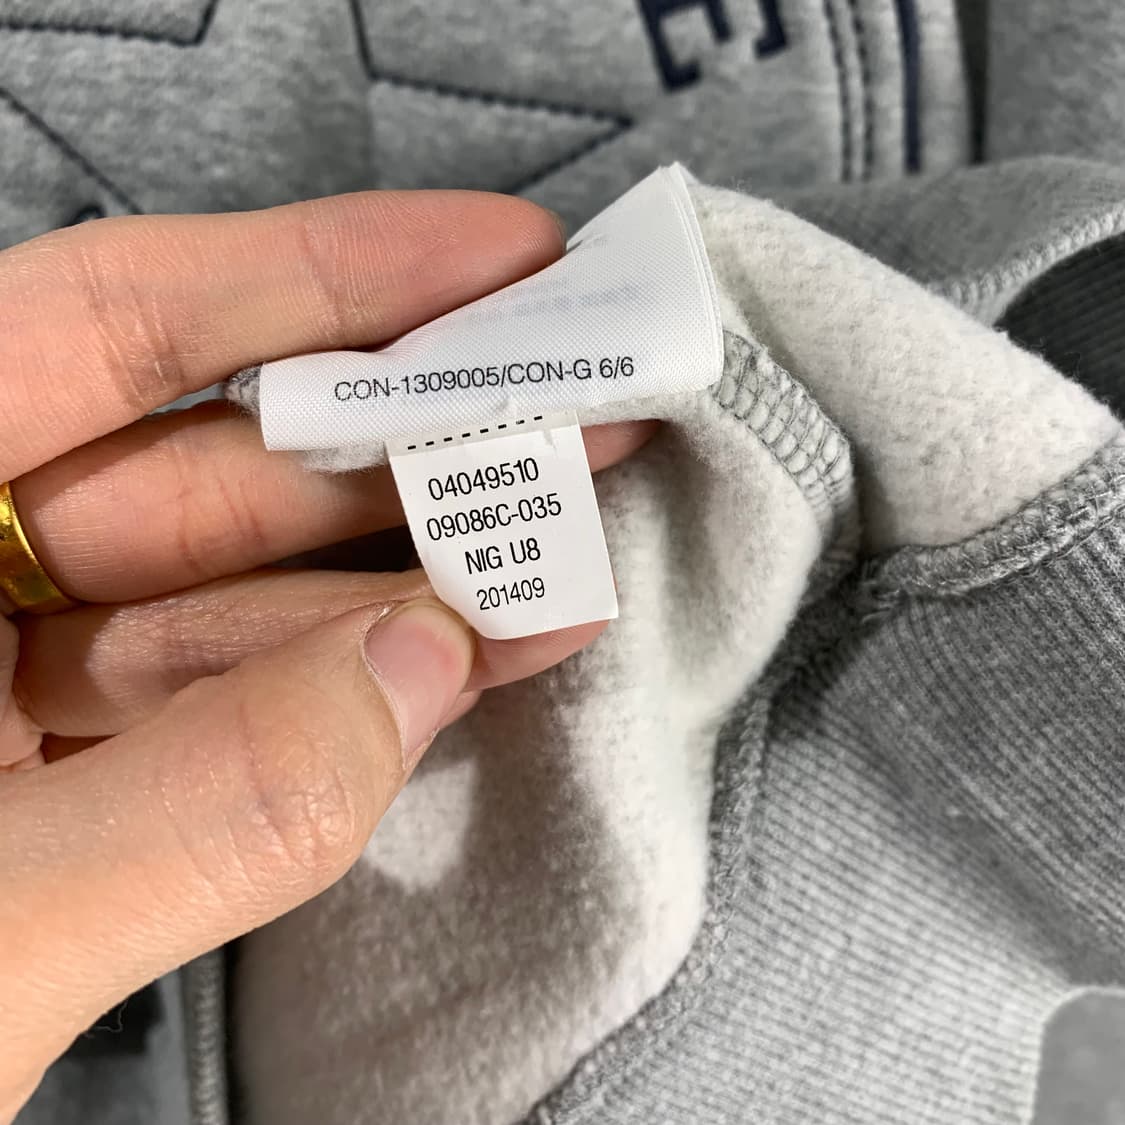 E
CON-1309005/CON-G 6/6
04049510
09086C-035
NIG U8
201409